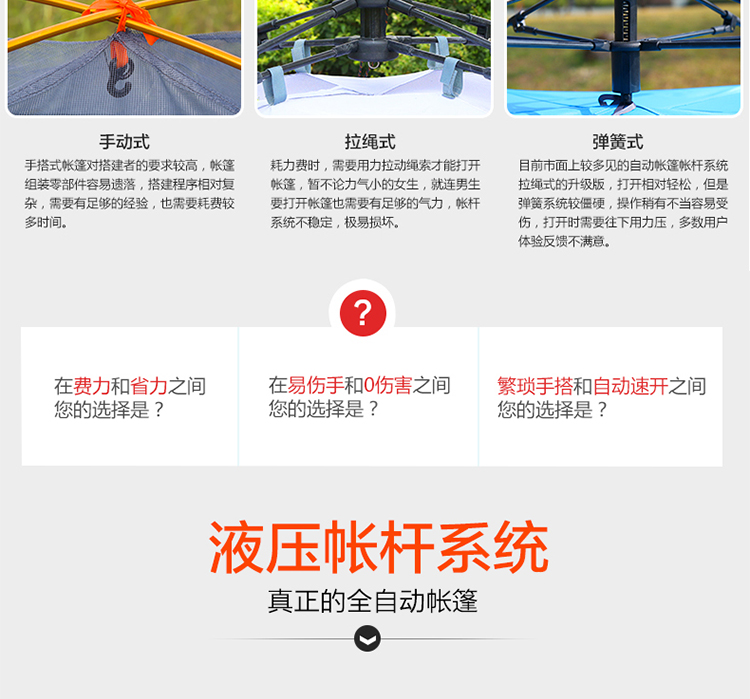 手动式
手搭式帐篷对搭建者的要求较高，帐篷
组装零部件容易遗落，搭建程序相对复
杂，需要有足够的经验，也需要耗费较
多时间。
拉绳式
耗力费时，需要用力拉动绳索才能打开
帐篷，暂不论力气小的女生，就连男生
要打开帐篷也需要有足够的气力，帐杆
系统不稳定，极易损坏。
弹簧式
目前市面上较多见的自动帐篷帐杆系统
拉绳式的升级版，打开相对轻松，但是
弹簧系统较僵硬，操作稍有不当容易受
伤，打开时需要往下用力压，多数用户
体验反馈不满意。
?
在费力和省力之间
您的选择是？
在易伤手和0伤害之间
您的选择是？
繁琐手搭和自动速开之间
您的选择是？
液压帐杆系统
真正的全自动帐篷